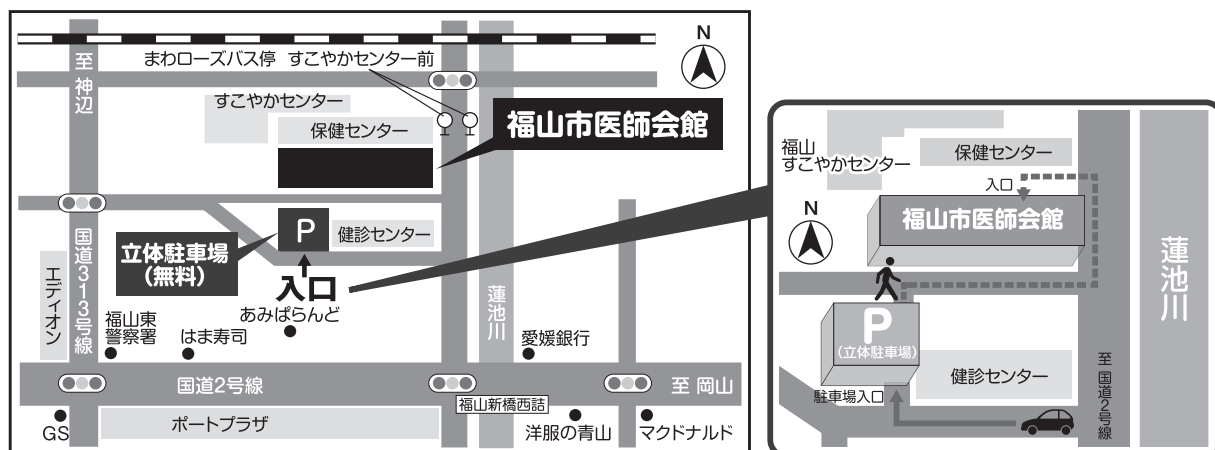 N
至 神辺
まわローズバス停 すこやかセンター前
すこやかセンター
保健センター
福山市医師会館
立体駐車場
(無料)
P
健診センター
入口
あみぱらんど
国道313号線
エディオン
福山東
警察署
はま寿司
蓮池川
愛媛銀行
国道2号線
至 岡山
福山新橋西詰
GS
ポートプラザ
洋服の青山
マクドナルド
福山
すこやかセンター
保健センター
入口
N
福山市医師会館
蓮池川
P
(立体駐車場)
健診センター
駐車場入口
至 国道2号線